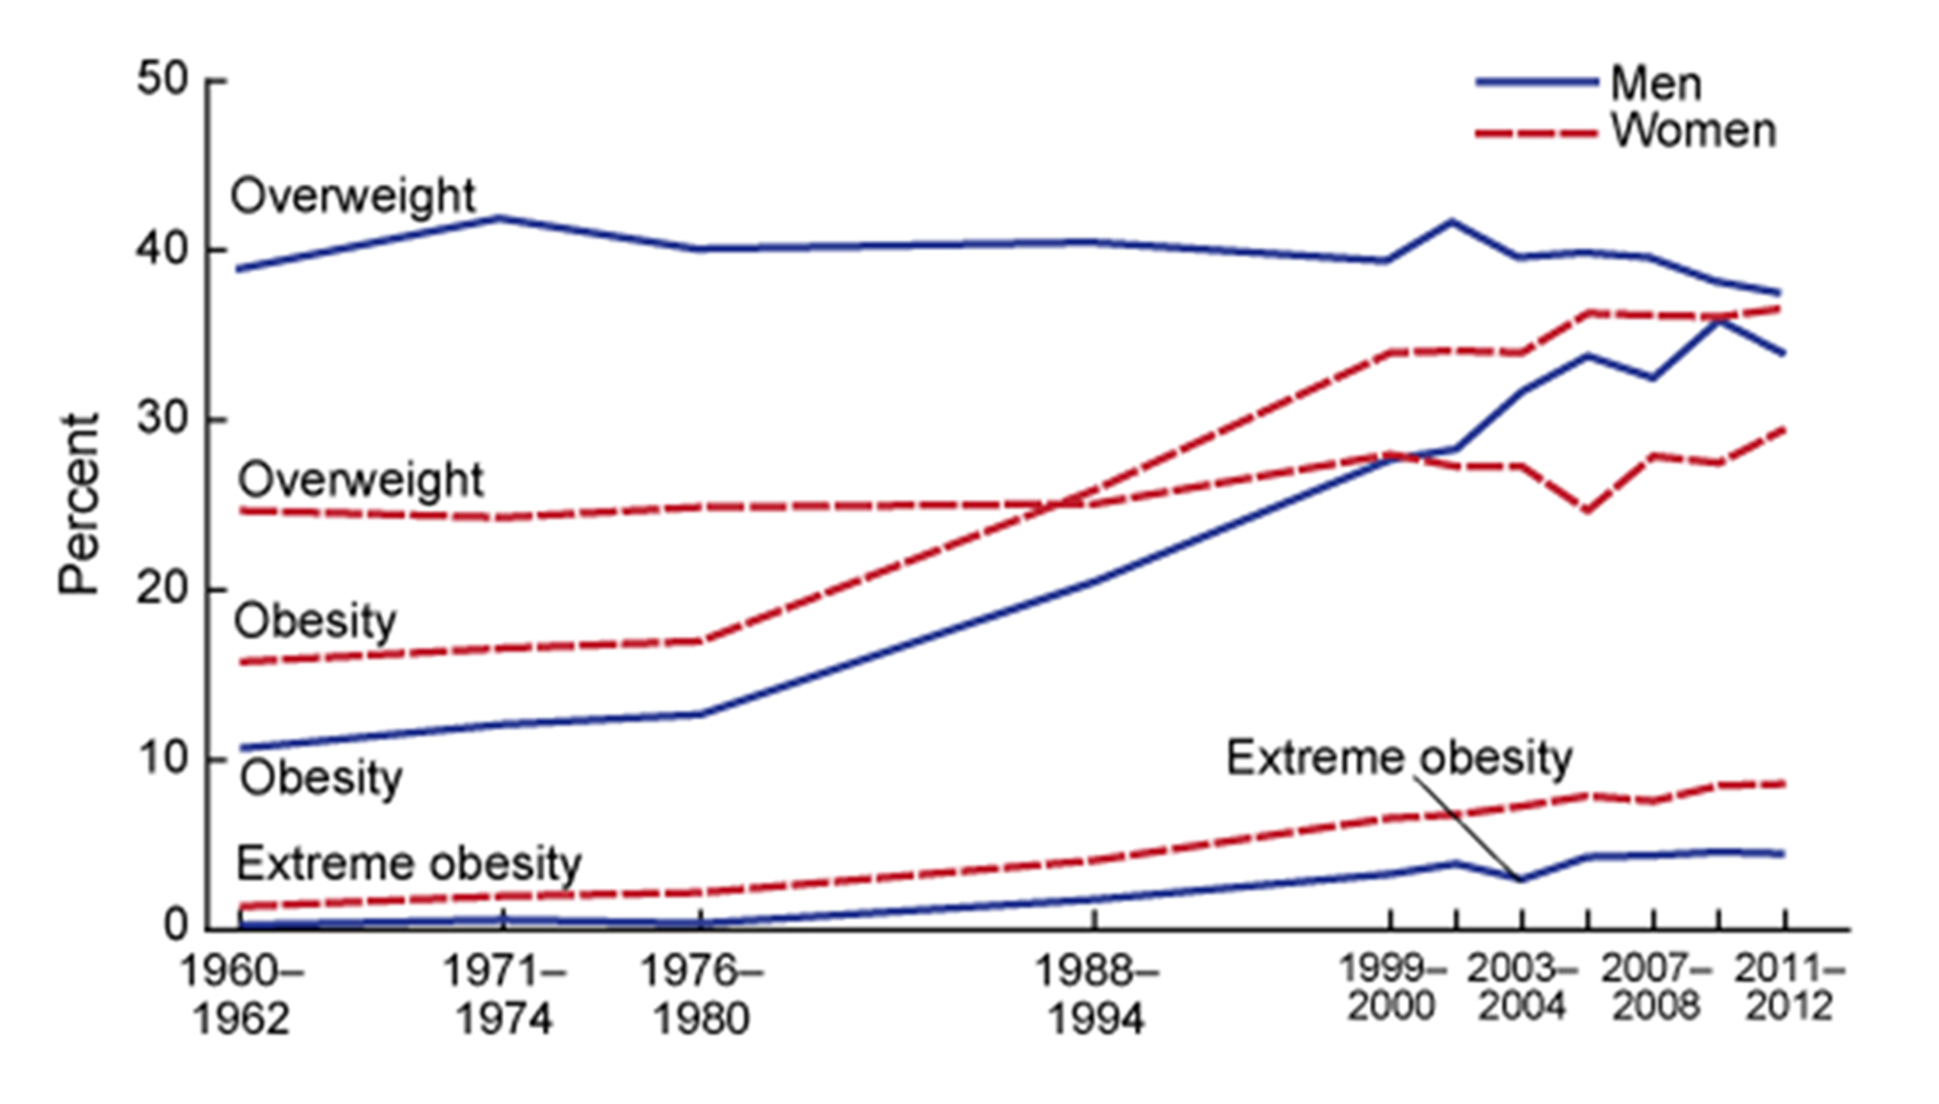 50
Men
Women
Overweight
40
30
Percent
Overweight
20
Obesity
10
Obesity
Extreme obesity
Extreme obesity
0
1960–
1962
1971–
1974
1976–
1980
1988–
1994
1999–
2000
2003–
2004
2007–
2008
2011–
2012